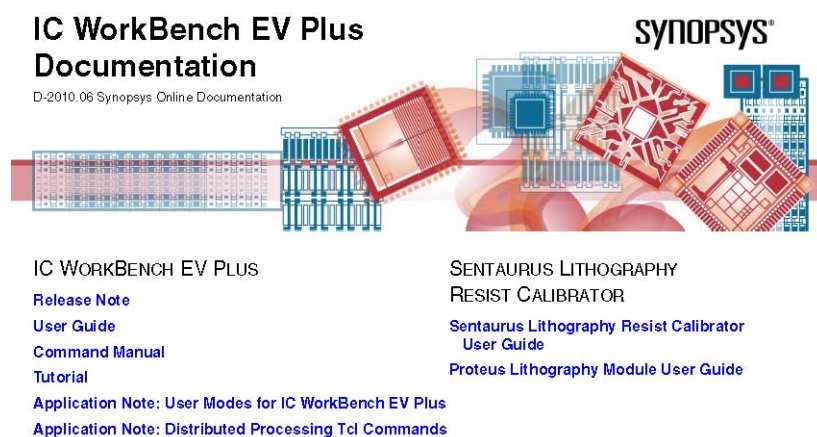 IC WorkBench EV Plus
Documentation
D-2010.06 Synopsys Online Documentation
SYNOPSYS®
IC WORKBENCH EV PLUS
Release Note
User Guide
Command Manual
Tutorial
Application Note: User Modes for IC WorkBench EV Plus
Application Note: Distributed Processing Tcl Commands
SENTAURUS LITHOGRAPHY
RESIST CALIBRATOR
Sentaurus Lithography Resist Calibrator
User Guide
Proteus Lithography Module User Guide